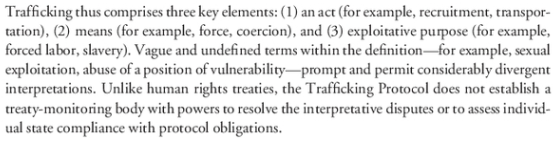 Trafficking thus comprises three key elements: (1) an act (for example, recruitment, transpor-
tation), (2) means (for example, force, coercion), and (3) exploitative purpose (for example,
forced labor, slavery). Vague and undefined terms within the definition—for example, sexual
exploitation, abuse of a position of vulnerability—prompt and permit considerably divergent
interpretations. Unlike human rights treaties, the Trafficking Protocol does not establish a
treaty-monitoring body with powers to resolve the interpretative disputes or to assess individ-
ual state compliance with protocol obligations.